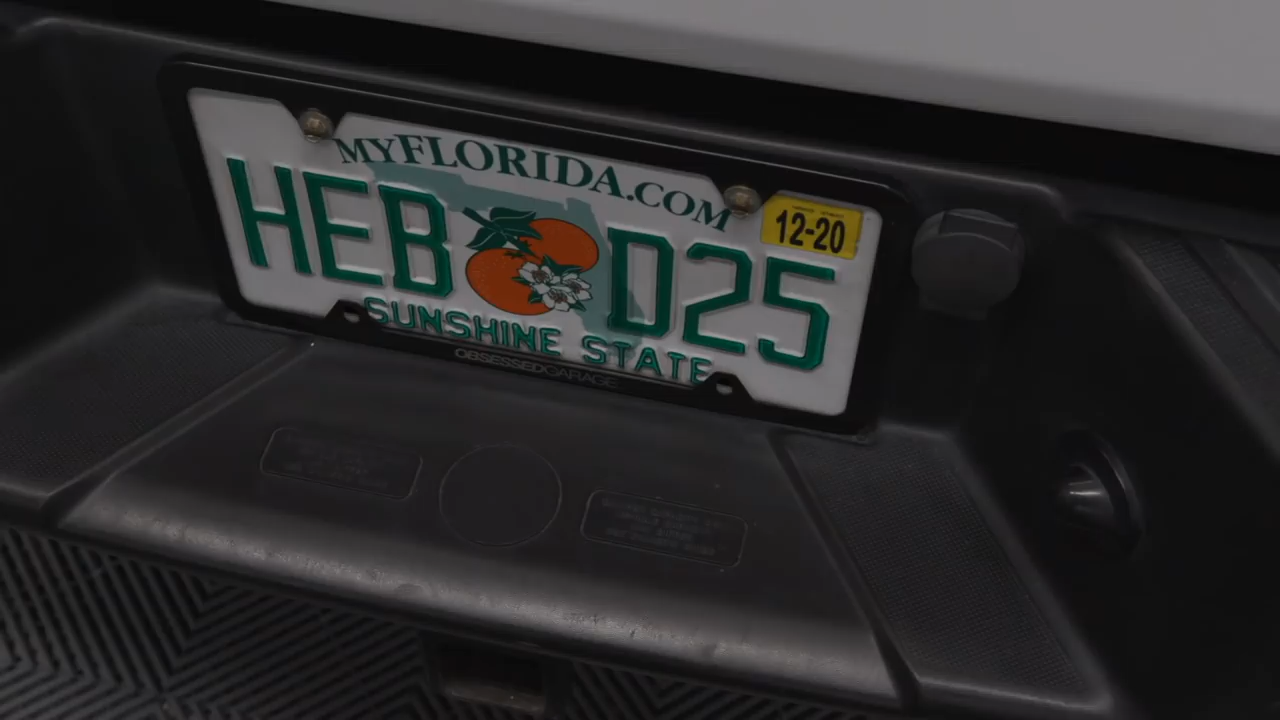 MYFLORIDA.COM
12-20
HEB D25
SUNSHINE STATE
OBSESSEDGARAGE